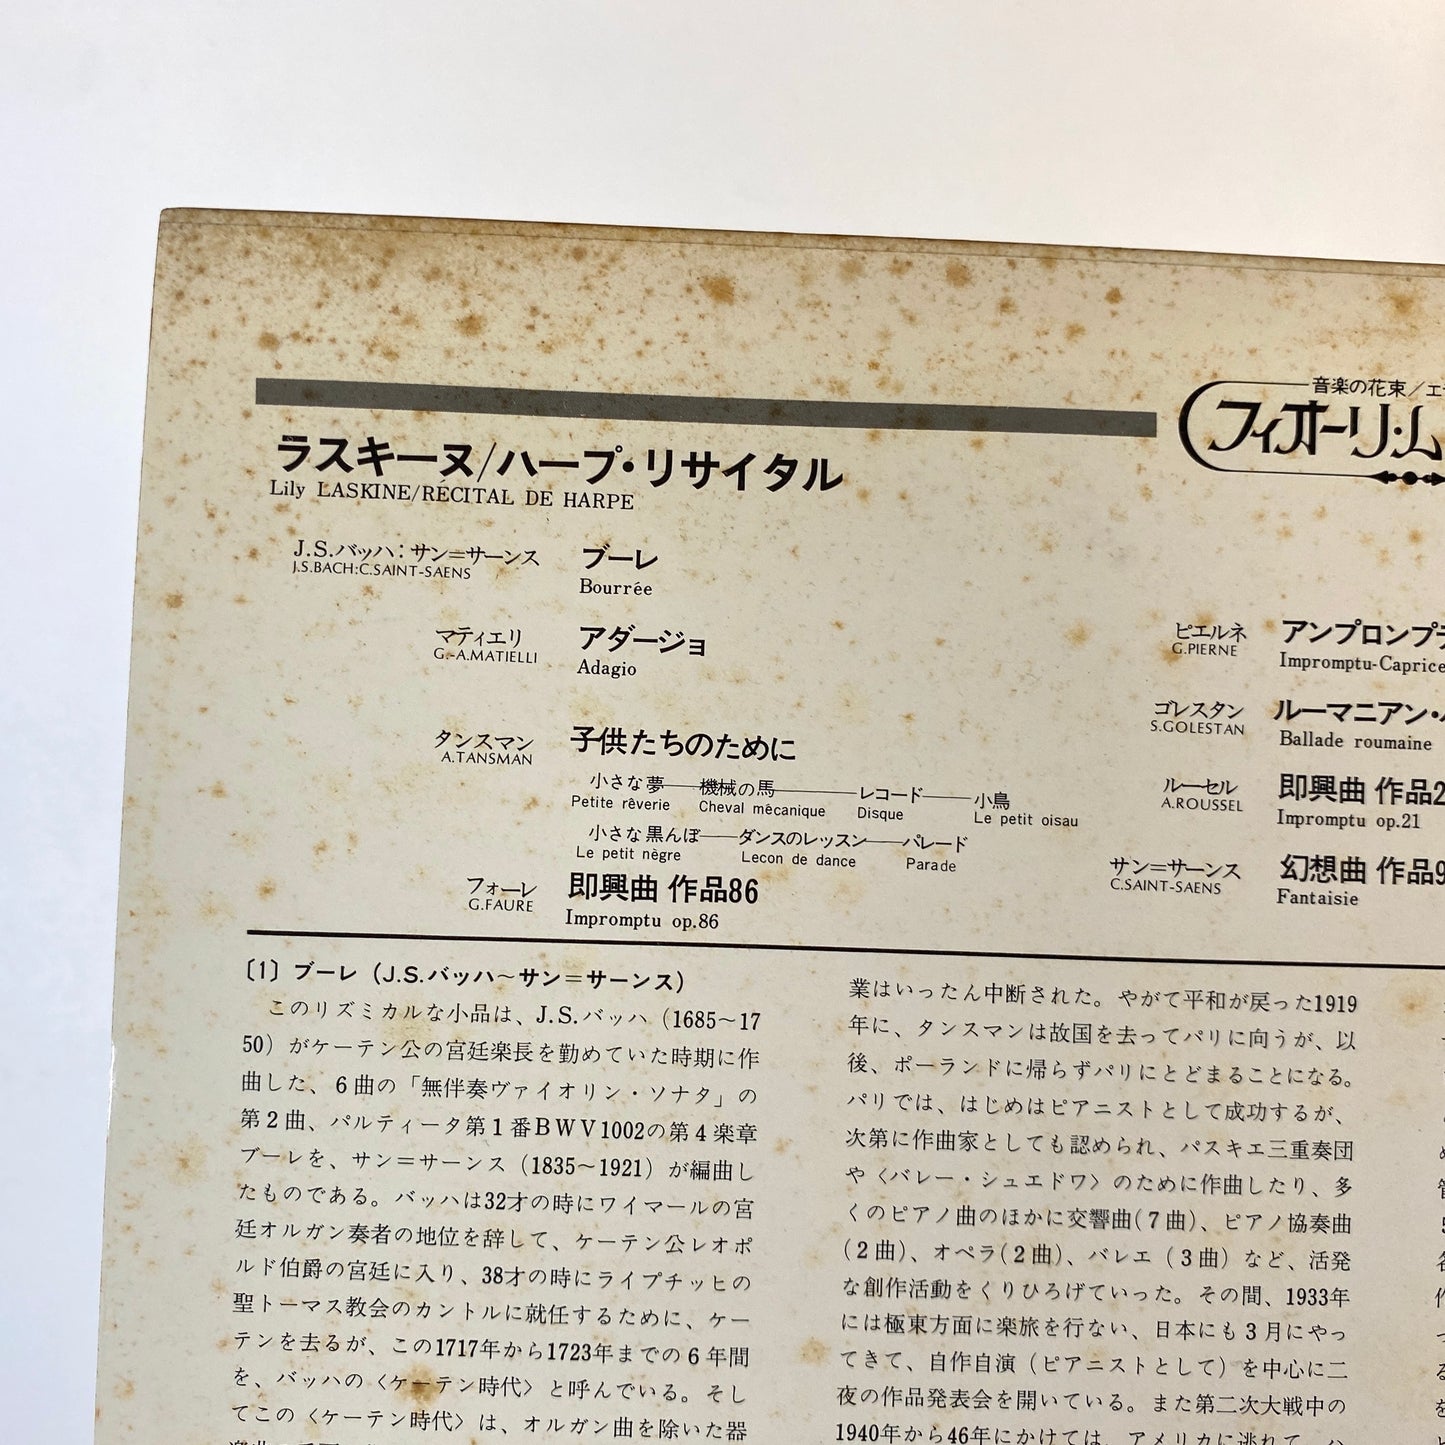 音楽の花束／エ
フィオーリ・ム
ラスキーヌ/ハープ・リサイタル
Lily LASKINE/RÉCITAL DE HARPE
J.S.バッハ：サン＝サーンス ブーレ
J.S.BACH:C.SAINT-SAENS Bourrée
マティエリ アダージョ
G.-A.MATIELLI Adagio
タンスマン 子供たちのために
A.TANSMAN
小さな夢――機械の馬――レコード――小鳥
Petite rêverie Cheval mécanique Disque Le petit oisau
小さな黒んぼ――ダンスのレッスン――パレード
Le petit nègre Lecon de dance Parade
フォーレ 即興曲 作品86
G.FAURE Impromptu op.86
ピエルネ アンプロンプ
G.PIERNE Impromptu-Caprice
ゴレスタン ルーマニアン・
S.GOLESTAN Ballade roumaine
ルーセル 即興曲 作品2
A.ROUSSEL Impromptu op.21
サン＝サーンス 幻想曲 作品9
C.SAINT-SAENS Fantaisie
〔1〕ブーレ（J.S.バッハ～サン＝サーンス）
このリズミカルな小品は、J.S.バッハ（1685～17
50）がケーテン公の宮廷楽長を勤めていた時期に作
曲した、６曲の「無伴奏ヴァイオリン・ソナタ」の
第２曲、パルティータ第１番BWV1002の第４楽章
ブーレを、サン＝サーンス（1835～1921）が編曲し
たものである。バッハは32才の時にワイマールの宮
廷オルガン奏者の地位を辞して、ケーテン公レオポ
ルド伯爵の宮廷に入り、38才の時にライプチッヒの
聖トーマス教会のカントルに就任するために、ケー
テンを去るが、この1717年から1723年までの６年間
を、バッハの〈ケーテン時代〉と呼んでいる。そし
てこの〈ケーテン時代〉は、オルガン曲を除いた器
業はいったん中断された。やがて平和が戻った1919
年に、タンスマンは故国を去ってパリに向うが、以
後、ポーランドに帰らずパリにとどまることになる。
パリでは、はじめはピアニストとして成功するが、
次第に作曲家としても認められ、パスキエ三重奏団
や〈バレー・シュエドワ〉のために作曲したり、多
くのピアノ曲のほかに交響曲(７曲)、ピアノ協奏曲
(２曲)、オペラ(２曲)、バレエ（３曲）など、活発
な創作活動をくりひろげていった。その間、1933年
には極東方面に楽旅を行ない、日本にも３月にやっ
てきて、自作自演（ピアニストとして）を中心に二
夜の作品発表会を開いている。また第二次大戦中の
1940年から46年にかけては、アメリカに逃れて、ハ